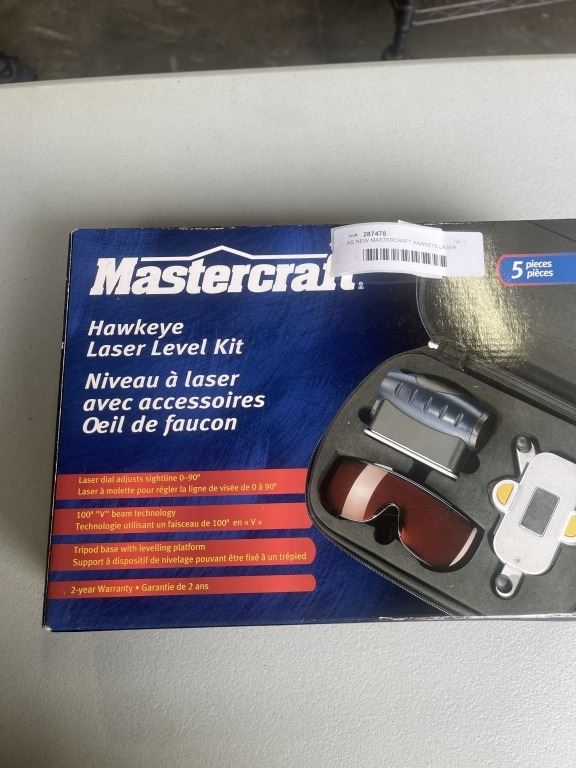 Mastercraft
Inv#: 287478
AS NEW MASTERCRAFT HAWKEYE LASER
5 pieces
pièces
Hawkeye
Laser Level Kit
Niveau à laser
avec accessoires
Œil de faucon
Laser dial adjusts sightline 0–90°
Laser à molette pour régler la ligne de visée de 0 à 90°
100° "V" beam technology
Technologie utilisant un faisceau de 100° en « V »
Tripod base with levelling platform
Support à dispositif de nivelage pouvant être fixé à un trépied
2-year Warranty • Garantie de 2 ans